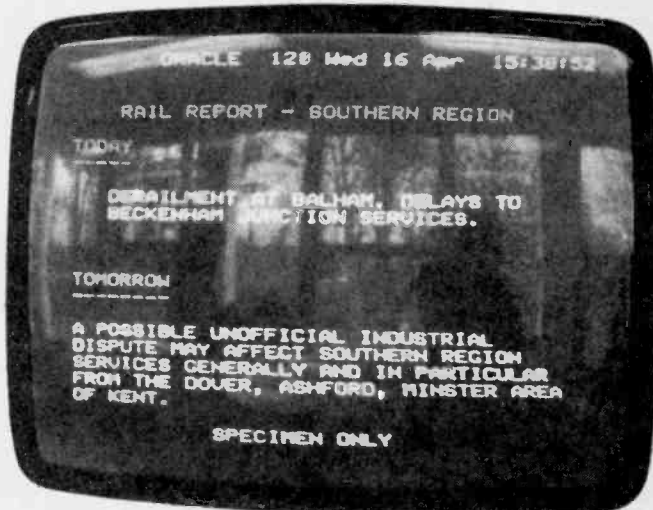 ORACLE 120 Wed 16 Apr 15:38:52
RAIL REPORT - SOUTHERN REGION
TODAY
DERAILMENT AT BALHAM. DELAYS TO
BECKENHAM JUNCTION SERVICES.
TOMORROW
A POSSIBLE UNOFFICIAL INDUSTRIAL
DISPUTE MAY AFFECT SOUTHERN REGION
SERVICES GENERALLY AND IN PARTICULAR
FROM THE DOVER, ASHFORD, MINSTER AREA
OF KENT.
SPECIMEN ONLY